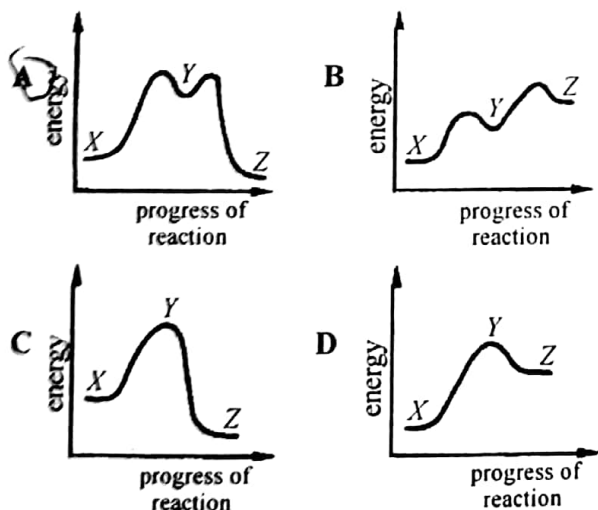 A
energy
X
Y
Z
progress of
reaction
B
energy
X
Y
Z
progress of
reaction
C
energy
X
Y
Z
progress of
reaction
D
energy
X
Y
Z
progress of
reaction